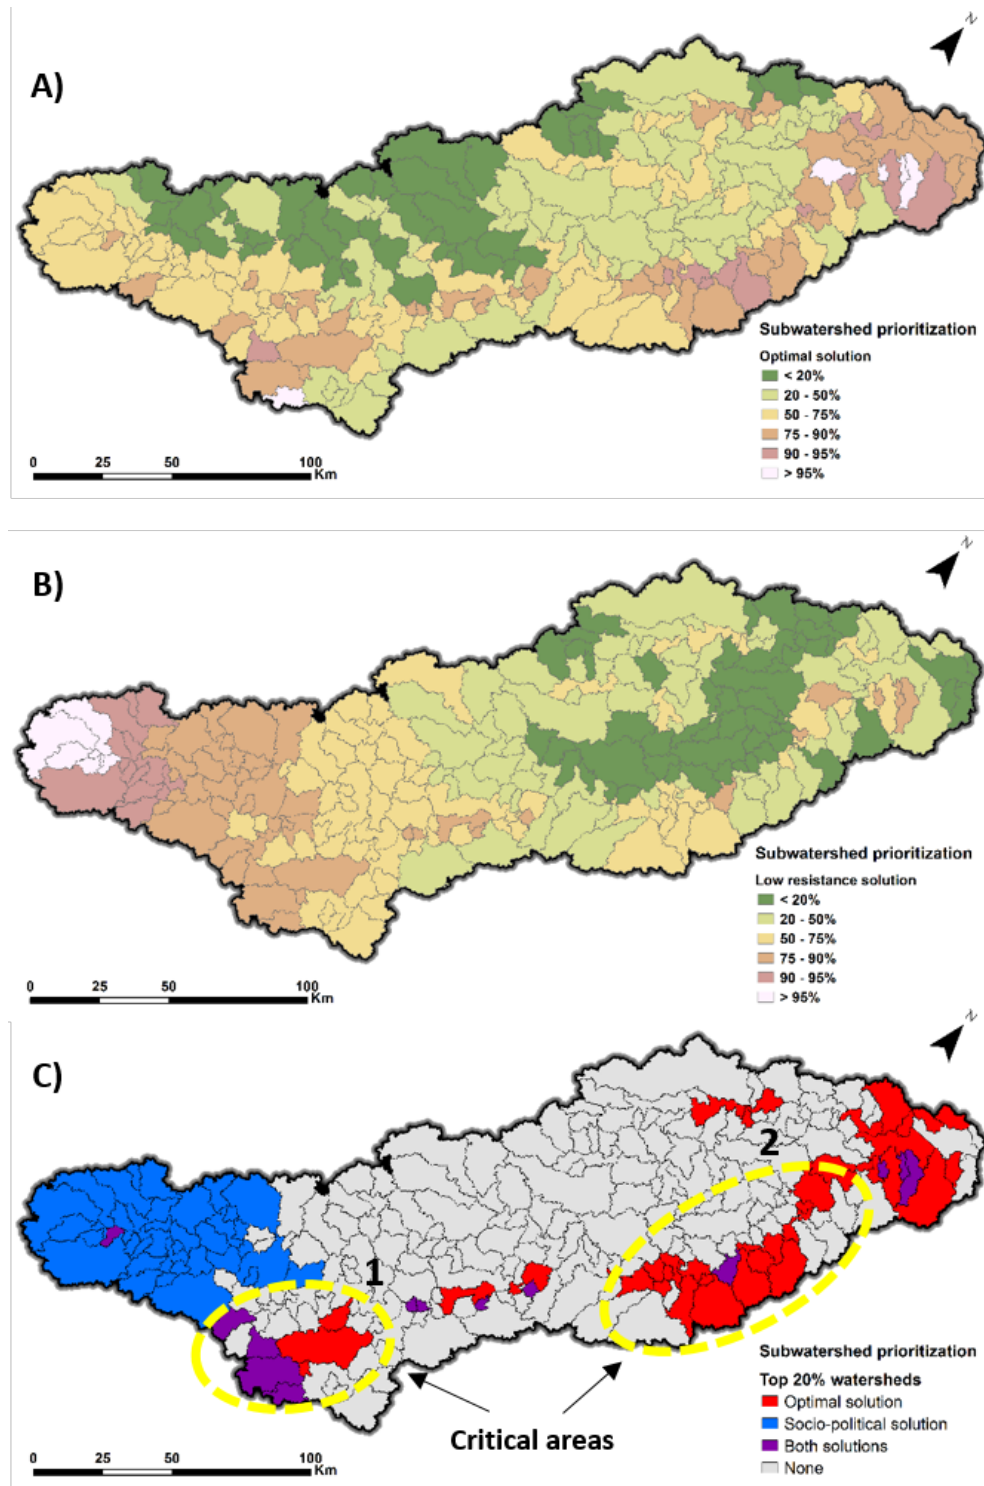 N
A)
Subwatershed prioritization
Optimal solution
< 20%
20 - 50%
50 - 75%
75 - 90%
90 - 95%
> 95%
0 25 50 100
Km
N
B)
Subwatershed prioritization
Low resistance solution
< 20%
20 - 50%
50 - 75%
75 - 90%
90 - 95%
> 95%
0 25 50 100
Km
N
C)
2
1
Critical areas
Subwatershed prioritization
Top 20% watersheds
Optimal solution
Socio-political solution
Both solutions
None
0 25 50 100
Km